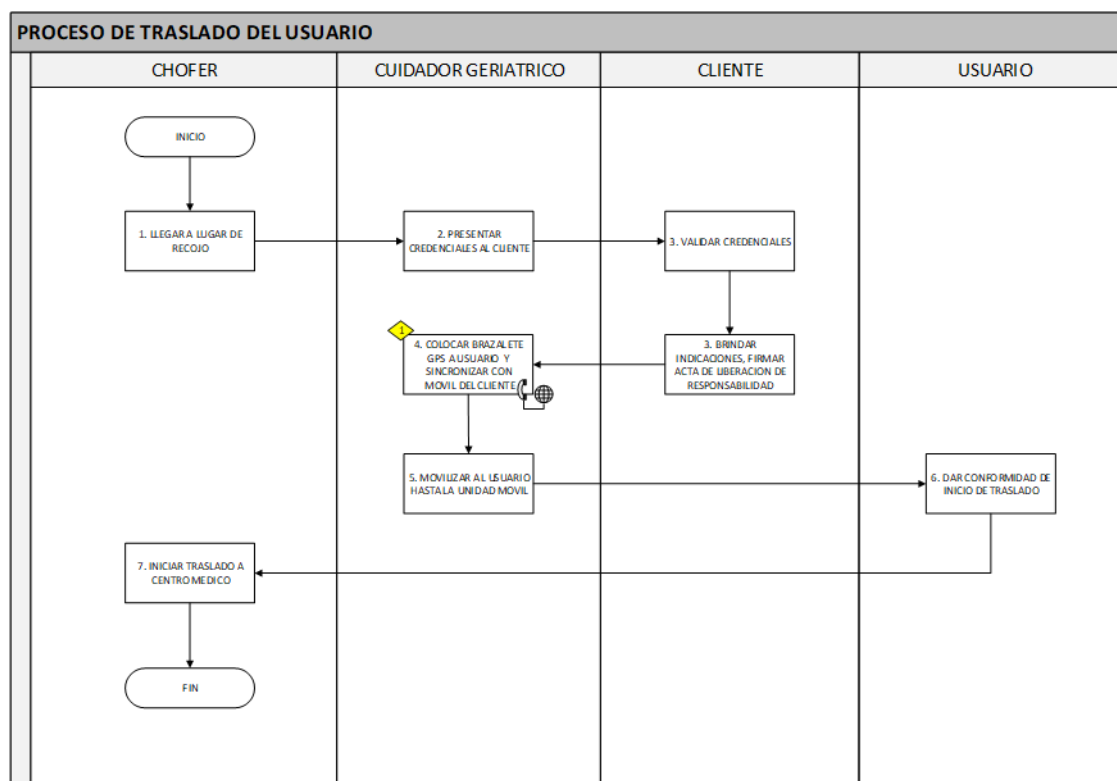 PROCESO DE TRASLADO DEL USUARIO
CHOFER
CUIDADOR GERIATRICO
CLIENTE
USUARIO
INICIO
1. LLEGAR A LUGAR DE
RECOJO
2. PRESENTAR
CREDENCIALES AL CLIENTE
3. VALIDAR CREDENCIALES
1
4. COLOCAR BRAZALETE
GPS A USUARIO Y
SINCRONIZAR CON
MOVIL DEL CLIENTE
3. BRINDAR
INDICACIONES, FIRMAR
ACTA DE LIBERACION DE
RESPONSABILIDAD
5. MOVILIZAR AL USUARIO
HASTA LA UNIDAD MOVIL
6. DAR CONFORMIDAD DE
INICIO DE TRASLADO
7. INICIAR TRASLADO A
CENTRO MEDICO
FIN